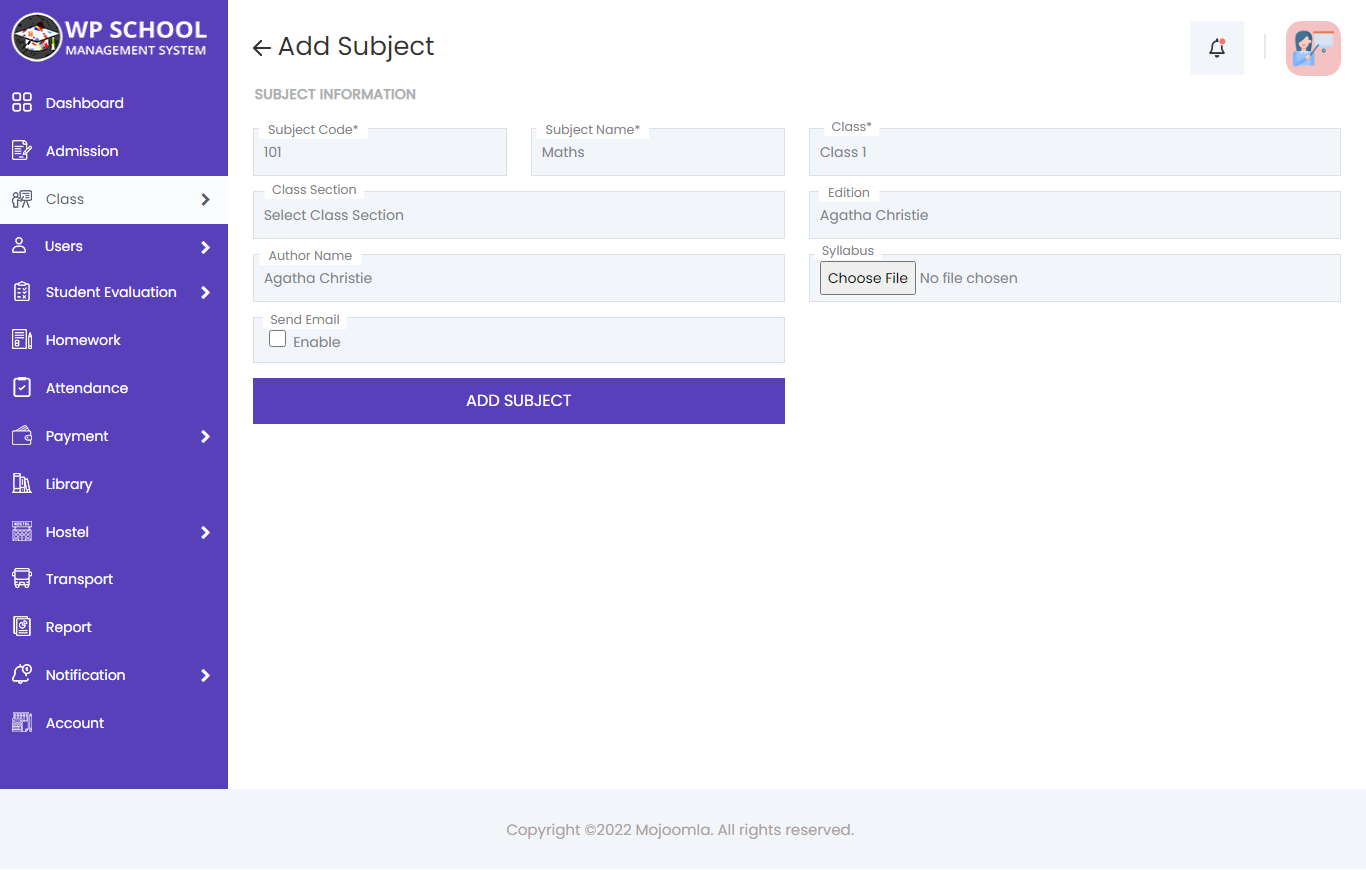 WP SCHOOL
MANAGEMENT SYSTEM
Dashboard
Admission
Class
Users
Student Evaluation
Homework
Attendance
Payment
Library
Hostel
Transport
Report
Notification
Account
Add Subject
SUBJECT INFORMATION
Subject Code*
101
Subject Name*
Maths
Class*
Class 1
Class Section
Select Class Section
Edition
Agatha Christie
Author Name
Agatha Christie
Syllabus
Choose File No file chosen
Send Email
Enable
ADD SUBJECT
Copyright ©2022 Mojoomla. All rights reserved.